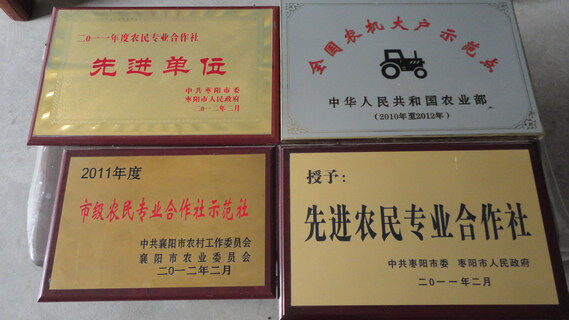 二〇一一年度农民专业合作社
先进单位
中共枣阳市委
枣阳市人民政府
二〇一二年二月
全国农机大户示范点
中华人民共和国农业部
(2010年至2012年)
2011年度
市级农民专业合作社示范社
中共襄阳市农村工作委员会
襄阳市农业委员会
二〇一二年二月
授予:
先进农民专业合作社
中共枣阳市委 枣阳市人民政府
二〇一一年二月